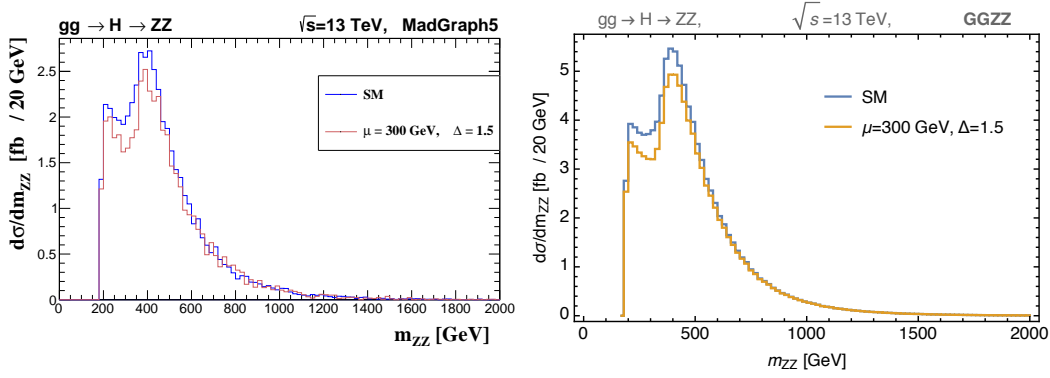 gg → H → ZZ √s=13 TeV, MadGraph5
dσ/dm_ZZ [fb / 20 GeV]
2.5
2
1.5
1
0.5
0
SM
μ = 300 GeV, Δ = 1.5
0 200 400 600 800 1000 1200 1400 1600 1800 2000
m_ZZ [GeV]
gg → H → ZZ, √s =13 TeV, GGZZ
dσ/dm_ZZ [fb / 20 GeV]
5
4
3
2
1
0
SM
μ=300 GeV, Δ=1.5
0 500 1000 1500 2000
m_ZZ [GeV]